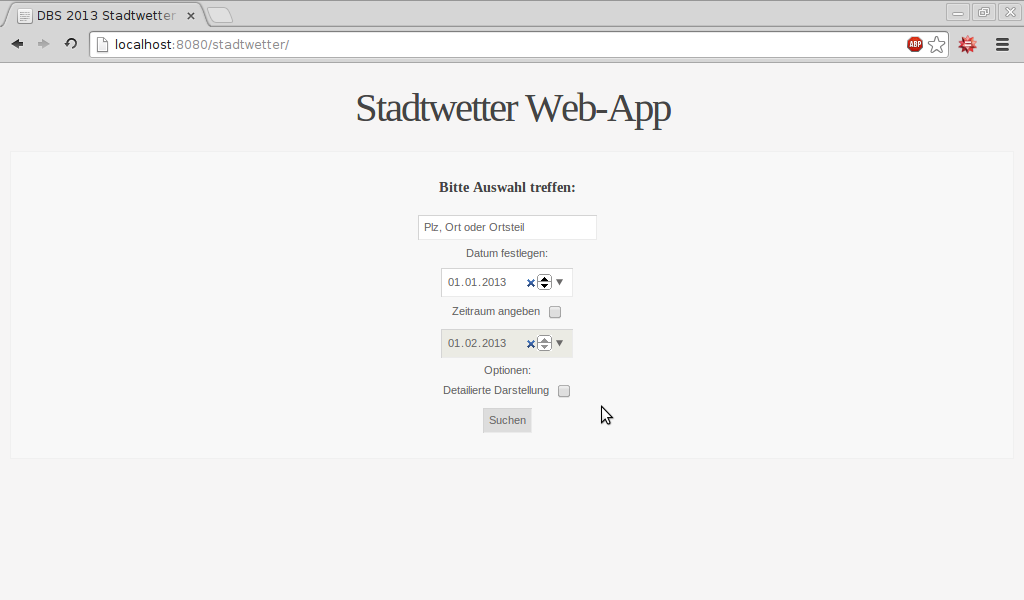 DBS 2013 Stadtwetter
localhost:8080/stadtwetter/
ABP
Stadtwetter Web-App
Bitte Auswahl treffen:
Plz, Ort oder Ortsteil
Datum festlegen:
01.01.2013
Zeitraum angeben
01.02.2013
Optionen:
Detailierte Darstellung
Suchen